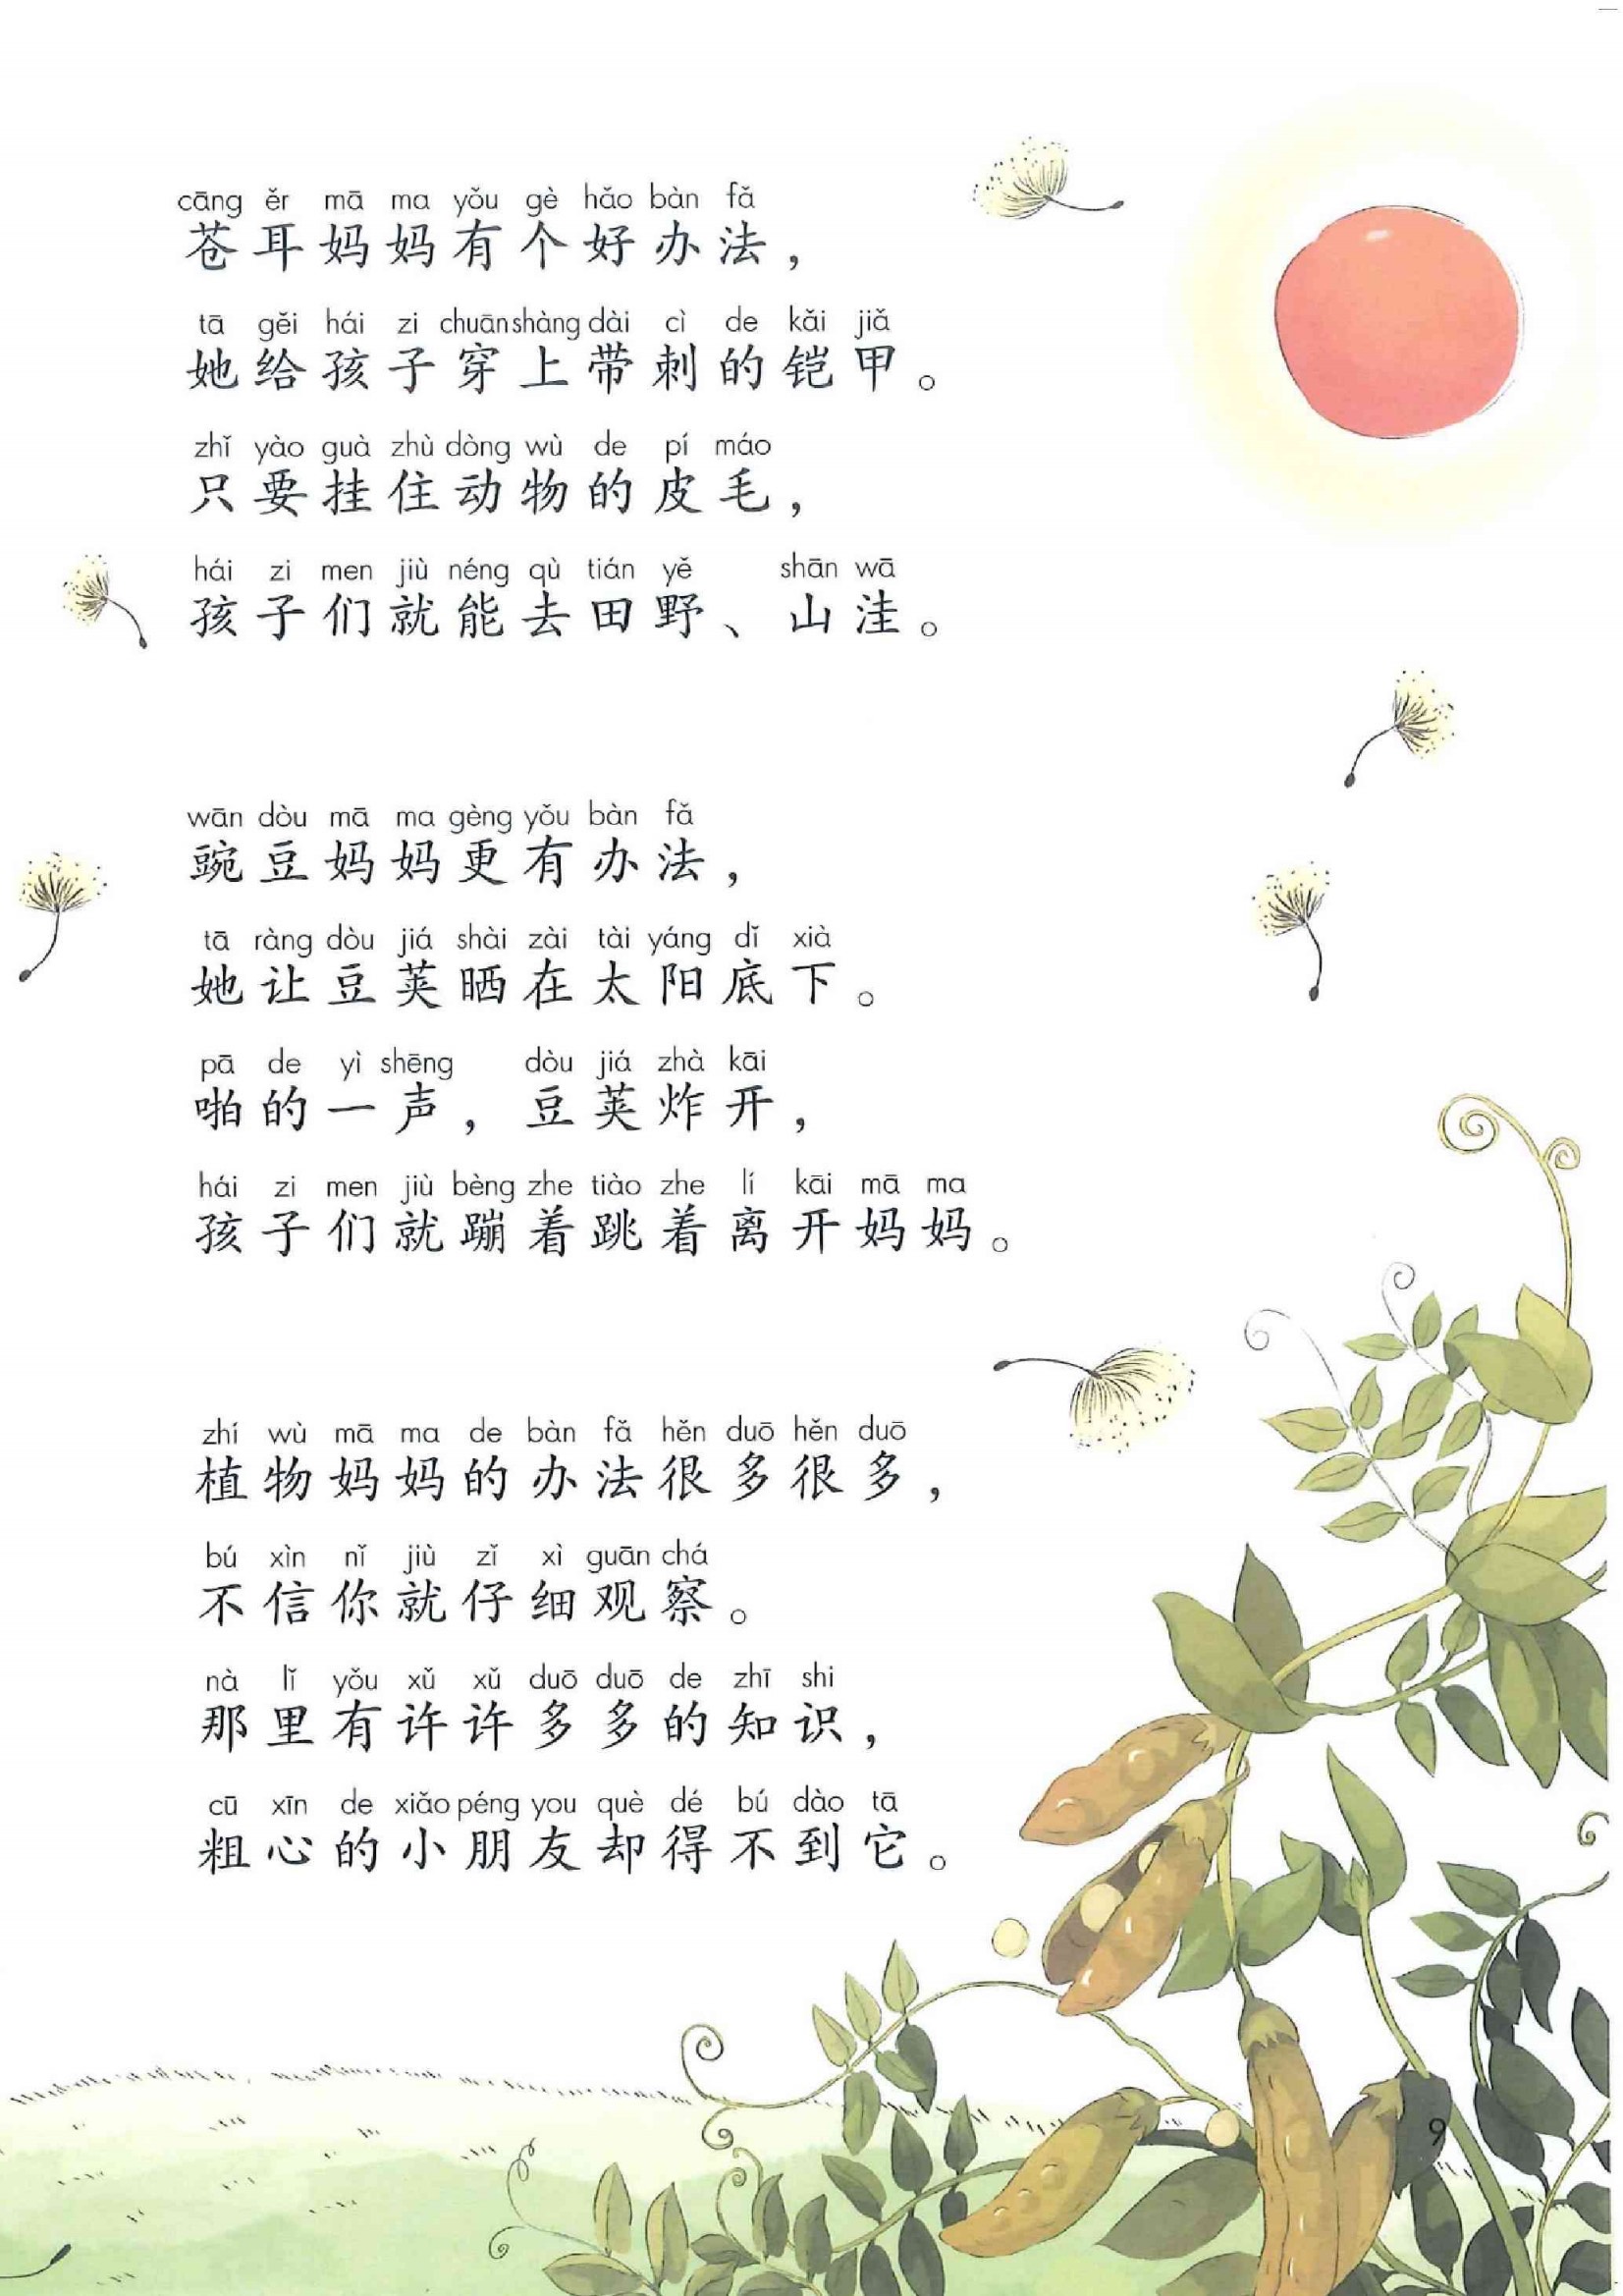 cāng ěr mā ma yǒu gè hǎo bàn fǎ
苍耳妈妈有个好办法，
tā gěi hái zi chuān shàng dài cì de kǎi jiǎ
她给孩子穿上带刺的铠甲。
zhǐ yào guà zhù dòng wù de pí máo
只要挂住动物的皮毛，
hái zi men jiù néng qù tián yě shān wā
孩子们就能去田野、山洼。
wān dòu mā ma gèng yǒu bàn fǎ
豌豆妈妈更有办法，
tā ràng dòu jiá shài zài tài yáng dǐ xià
她让豆荚晒在太阳底下。
pā de yì shēng dòu jiá zhà kāi
啪的一声，豆荚炸开，
hái zi men jiù bèng zhe tiào zhe lí kāi mā ma
孩子们就蹦着跳着离开妈妈。
zhí wù mā ma de bàn fǎ hěn duō hěn duō
植物妈妈的办法很多很多，
bú xìn nǐ jiù zǐ xì guān chá
不信你就仔细观察。
nà lǐ yǒu xǔ xǔ duō duō de zhī shi
那里有许许多多的知识，
cū xīn de xiǎo péng you què dé bú dào tā
粗心的小朋友却得不到它。
9